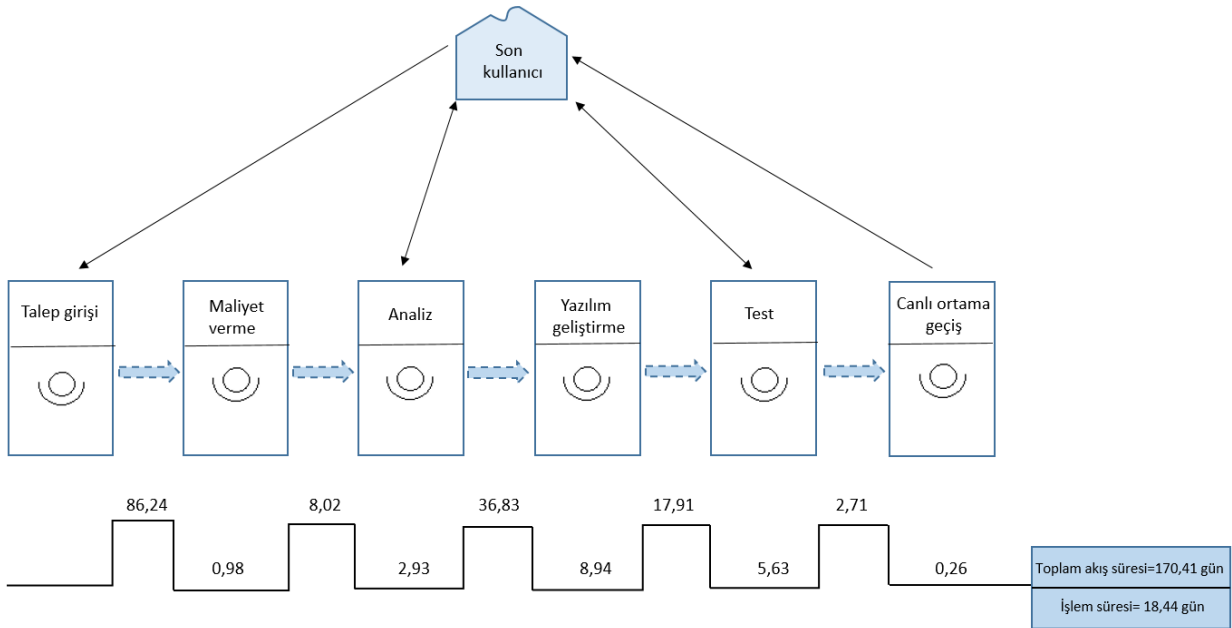 Son
kullanıcı
Talep girişi
Maliyet
verme
Analiz
Yazılım
geliştirme
Test
Canlı ortama
geçiş
86,24
8,02
36,83
17,91
2,71
0,98
2,93
8,94
5,63
0,26
Toplam akış süresi=170,41 gün
İşlem süresi= 18,44 gün